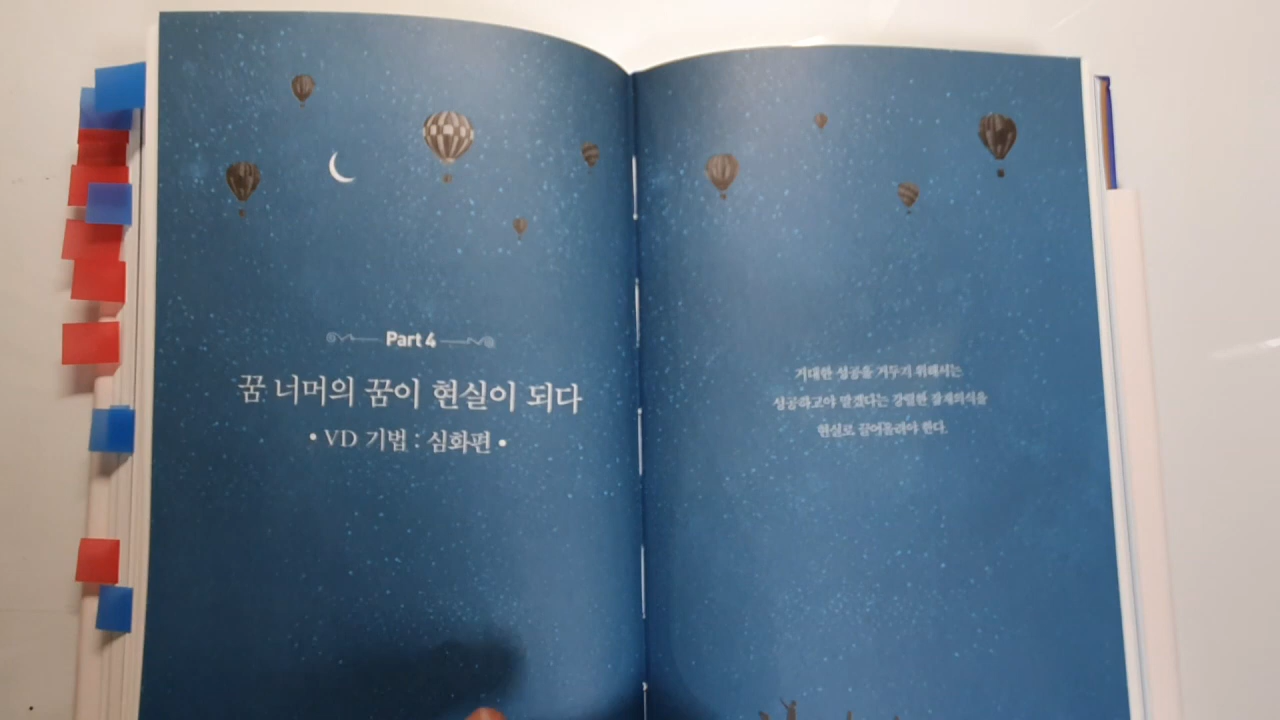 Part 4
꿈 너머의 꿈이 현실이 되다
• VD 기법 : 심화편 •
거대한 성공을 거두기 위해서는
성공하고야 말겠다는 강렬한 잠재의식을
현실로 끌어올려야 한다.